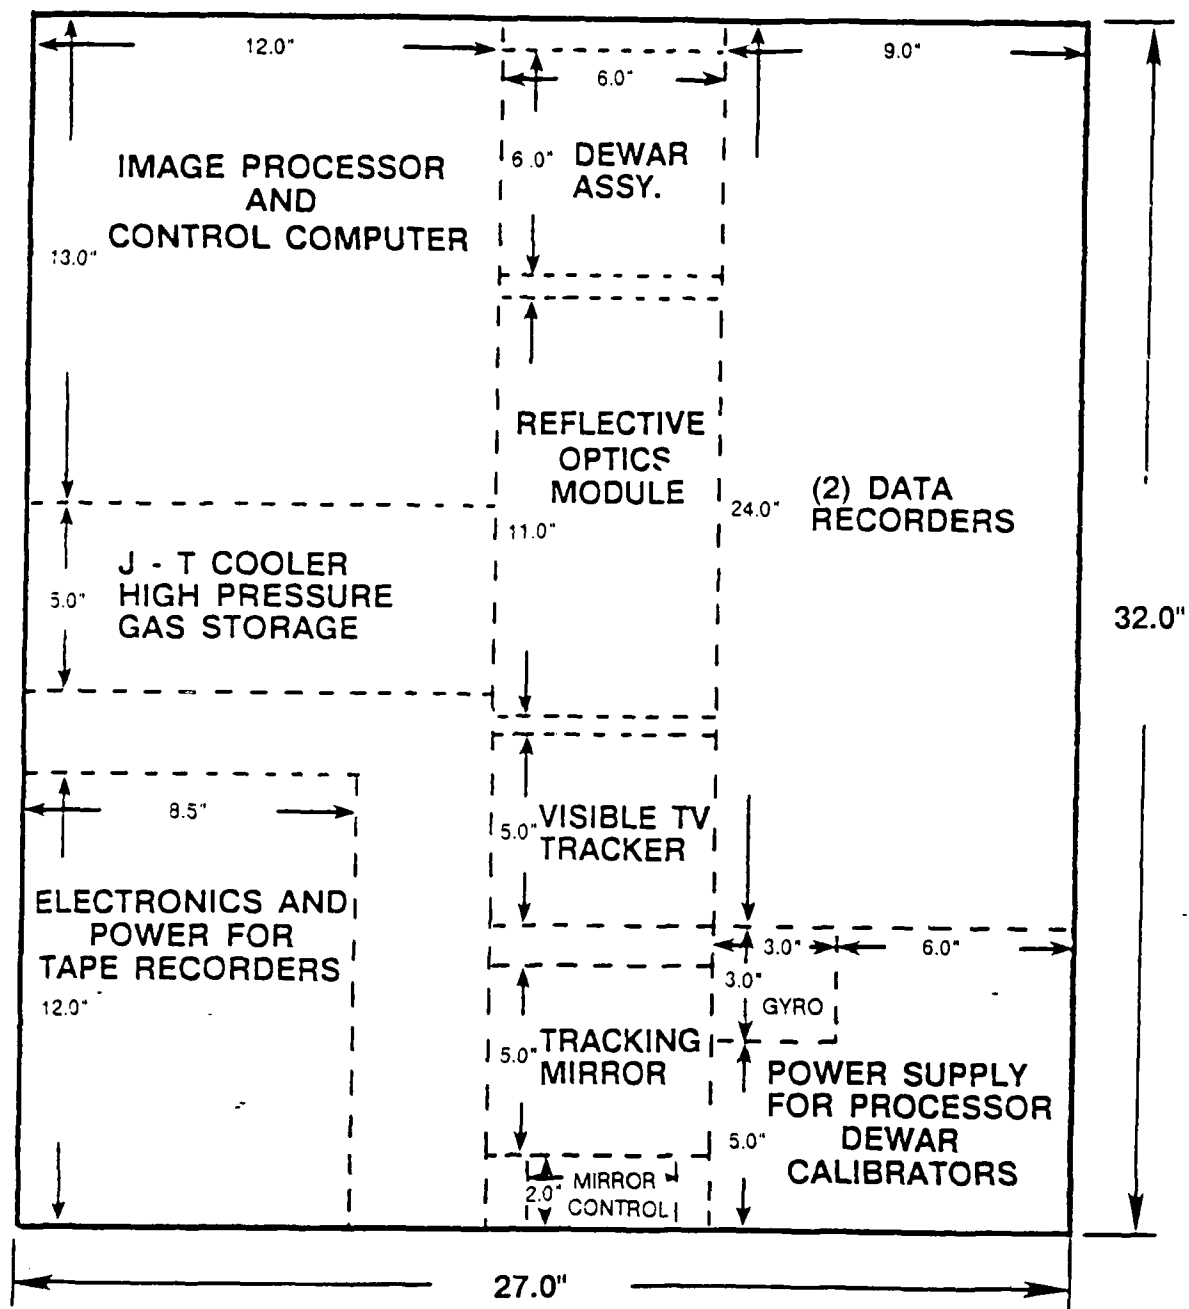 12.0"
6.0"
9.0"
IMAGE PROCESSOR
AND
CONTROL COMPUTER
13.0"
6.0"
DEWAR
ASSY.
REFLECTIVE
OPTICS
MODULE
11.0"
24.0"
(2) DATA
RECORDERS
32.0"
J - T COOLER
HIGH PRESSURE
GAS STORAGE
5.0"
8.5"
5.0"
VISIBLE TV
TRACKER
ELECTRONICS AND
POWER FOR
TAPE RECORDERS
12.0"
3.0"
6.0"
3.0"
GYRO
5.0"
TRACKING
MIRROR
POWER SUPPLY
FOR PROCESSOR
DEWAR
CALIBRATORS
5.0"
2.0"
MIRROR
CONTROL
27.0"